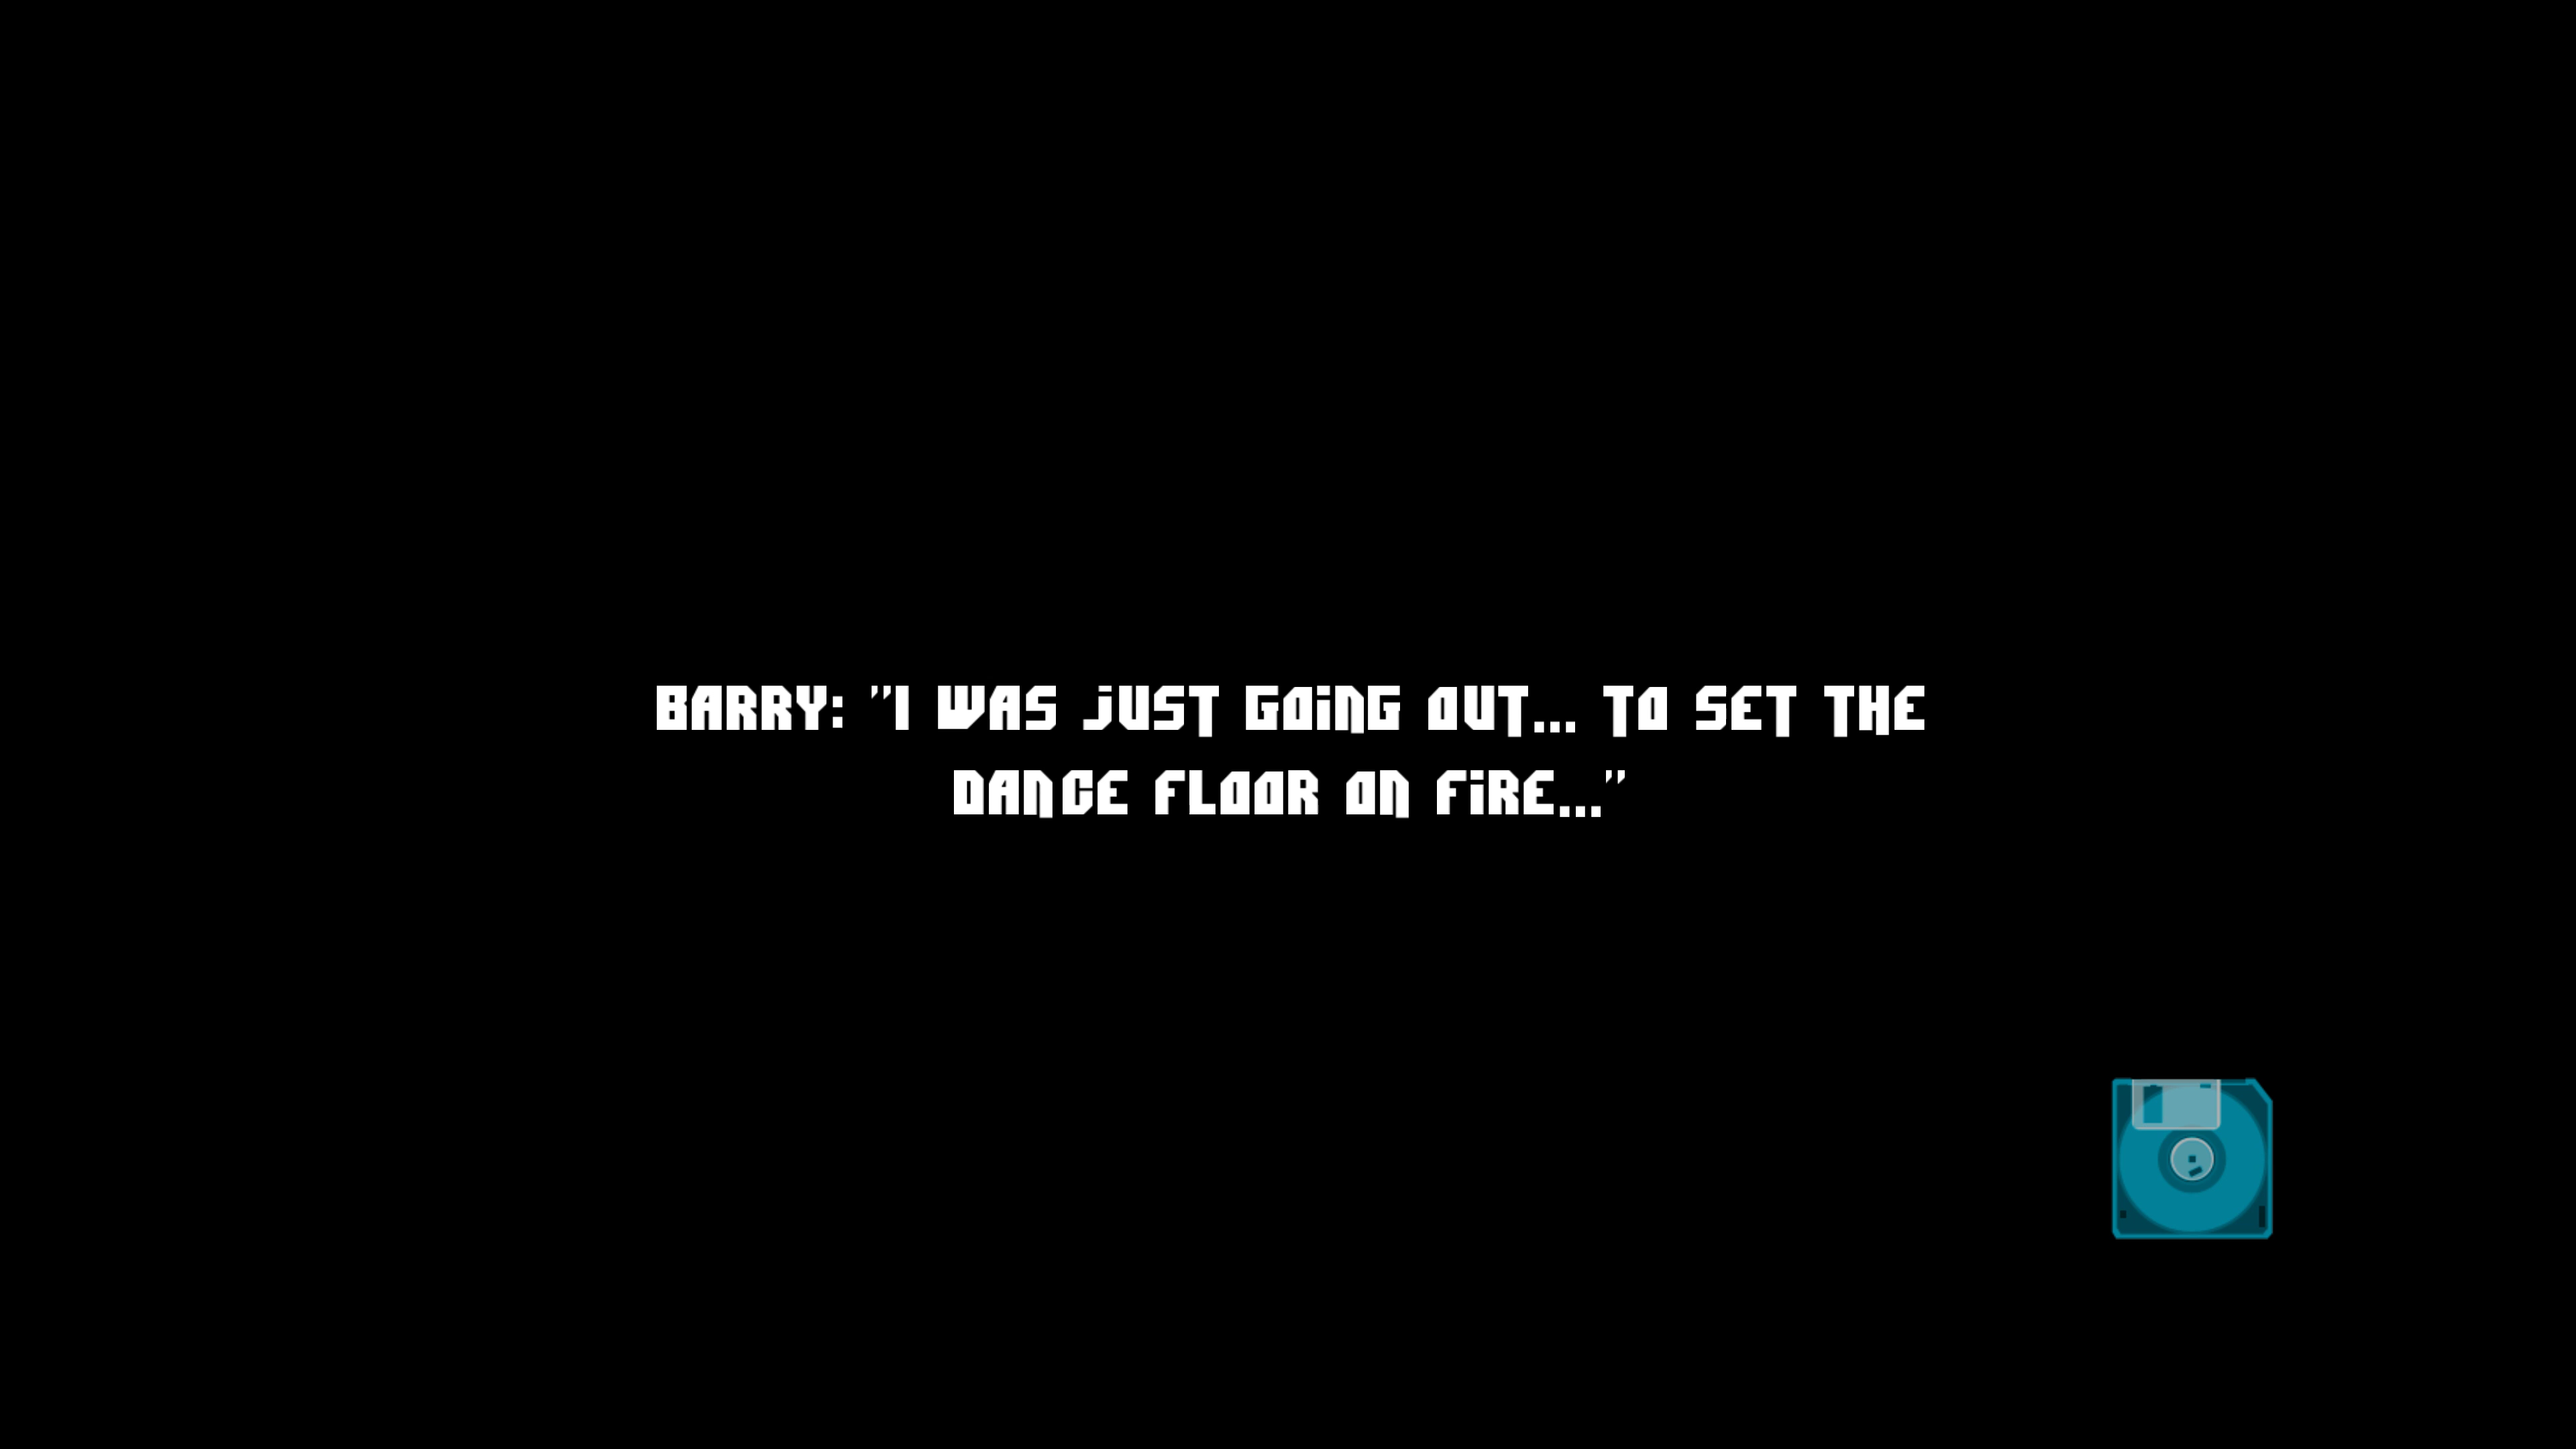 BARRY: "I WAS JUST GOING OUT... TO SET THE
DANCE FLOOR ON FIRE..."